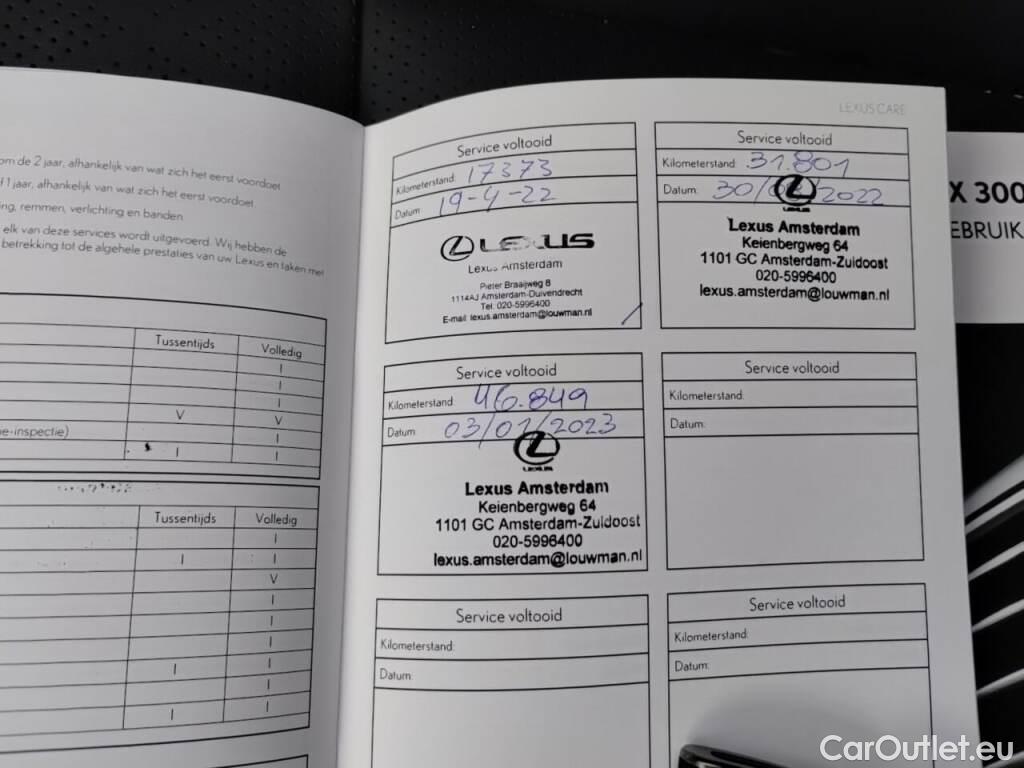 LEXUS CARE
om de 2 jaar, afhankelijk van wat zich het eerst voordoet.
1 jaar, afhankelijk van wat zich het eerst voordoet.
ing, remmen, verlichting en banden.
elk van deze services wordt uitgevoerd. Wij hebben de
betrekking tot de algehele prestaties van uw Lexus en taken met
Tussentijds Volledig
I
I
I
V V
I
e-inspectie) I I
Tussentijds Volledig
I
I I
V
I
I
I
I I
I
I I
Service voltooid
Kilometerstand: 17373
Datum: 19-4-22
LEXUS
Lexus Amsterdam
Pieter Braaijweg 8
1114AJ Amsterdam-Duivendrecht
Tel. 020-5996400
E-mail: lexus.amsterdam@louwman.nl
Service voltooid
Kilometerstand: 31.801
Datum: 30/ 2022
LEXUS
Lexus Amsterdam
Keienbergweg 64
1101 GC Amsterdam-Zuidoost
020-5996400
lexus.amsterdam@louwman.nl
Service voltooid
Kilometerstand: 46.849
Datum: 03/07/2023
LEXUS
Lexus Amsterdam
Keienbergweg 64
1101 GC Amsterdam-Zuidoost
020-5996400
lexus.amsterdam@louwman.nl
Service voltooid
Kilometerstand:
Datum:
Service voltooid
Kilometerstand:
Datum:
Service voltooid
Kilometerstand:
Datum:
X 300
EBRUIK
CarOutlet.eu